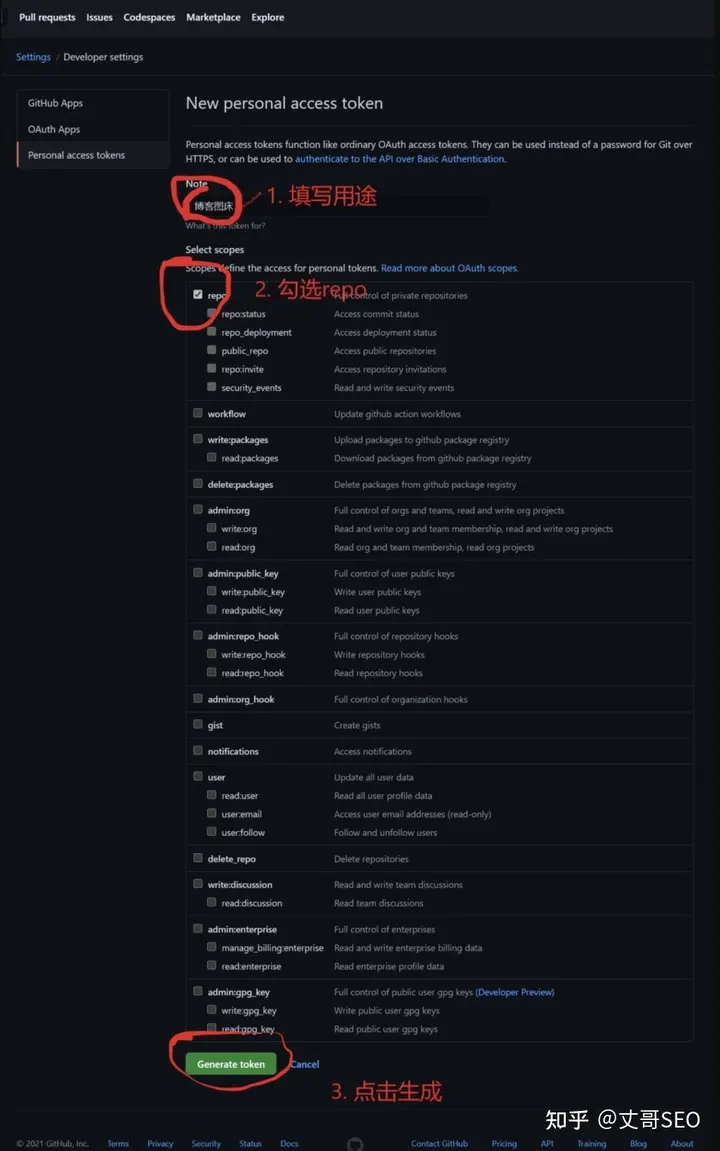 Pull requests Issues Codespaces Marketplace Explore
Settings / Developer settings
GitHub Apps
OAuth Apps
Personal access tokens
New personal access token
Personal access tokens function like ordinary OAuth access tokens. They can be used instead of a password for Git over
HTTPS, or can be used to authenticate to the API over Basic Authentication.
Note
博客图床
1. 填写用途
What's this token for?
Select scopes
Scopes define the access for personal tokens. Read more about OAuth scopes.
2. 勾选repo
repo Full control of private repositories
repo:status Access commit status
repo_deployment Access deployment status
public_repo Access public repositories
repo:invite Access repository invitations
security_events Read and write security events
workflow Update github action workflows
write:packages Upload packages to github package registry
read:packages Download packages from github package registry
delete:packages Delete packages from github package registry
admin:org Full control of orgs and teams, read and write org projects
write:org Read and write org and team membership, read and write org projects
read:org Read org and team membership, read org projects
admin:public_key Full control of user public keys
write:public_key Write user public keys
read:public_key Read user public keys
admin:repo_hook Full control of repository hooks
write:repo_hook Write repository hooks
read:repo_hook Read repository hooks
admin:org_hook Full control of organization hooks
gist Create gists
notifications Access notifications
user Update all user data
read:user Read all user profile data
user:email Access user email addresses (read-only)
user:follow Follow and unfollow users
delete_repo Delete repositories
write:discussion Read and write team discussions
read:discussion Read team discussions
admin:enterprise Full control of enterprises
manage_billing:enterprise Read and write enterprise billing data
read:enterprise Read enterprise profile data
admin:gpg_key Full control of public user gpg keys (Developer Preview)
write:gpg_key Write public user gpg keys
read:gpg_key Read public user gpg keys
Generate token Cancel
3. 点击生成
知乎 @丈哥SEO
© 2021 GitHub, Inc. Terms Privacy Security Status Docs Contact GitHub Pricing API Training Blog About